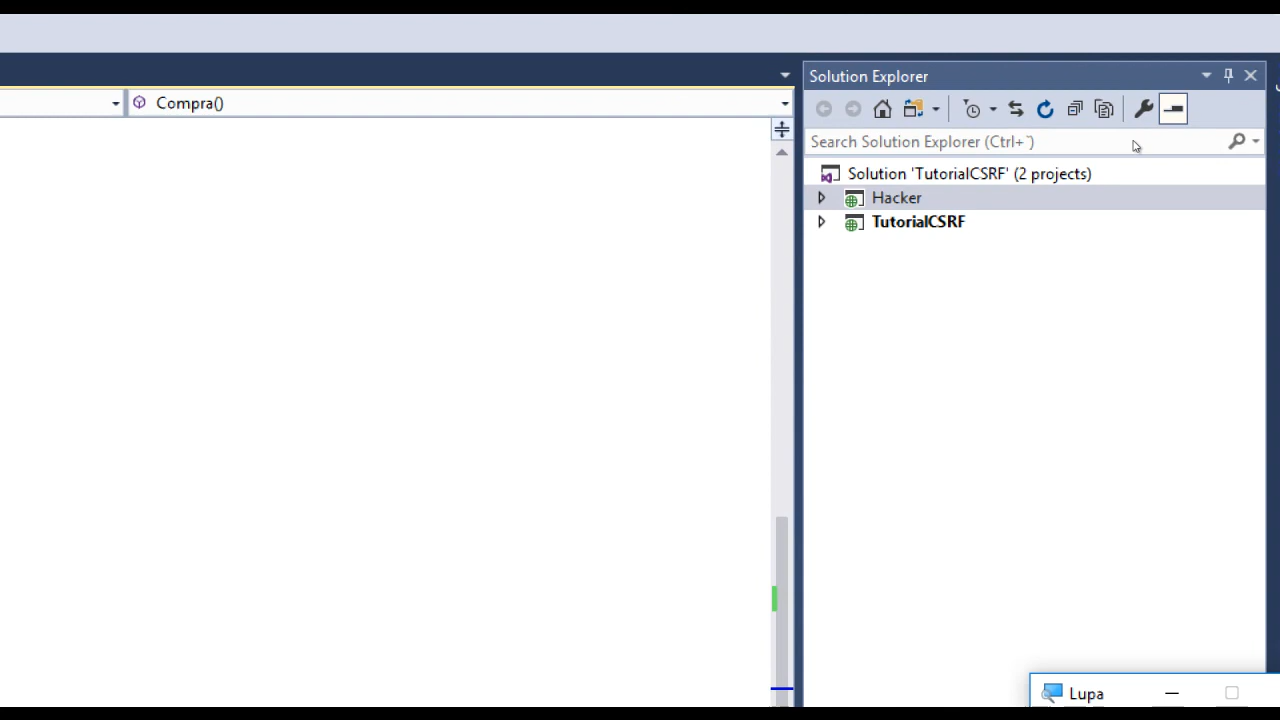 Solution Explorer
Compra()
Search Solution Explorer (Ctrl+¨)
Solution 'TutorialCSRF' (2 projects)
Hacker
TutorialCSRF
Lupa